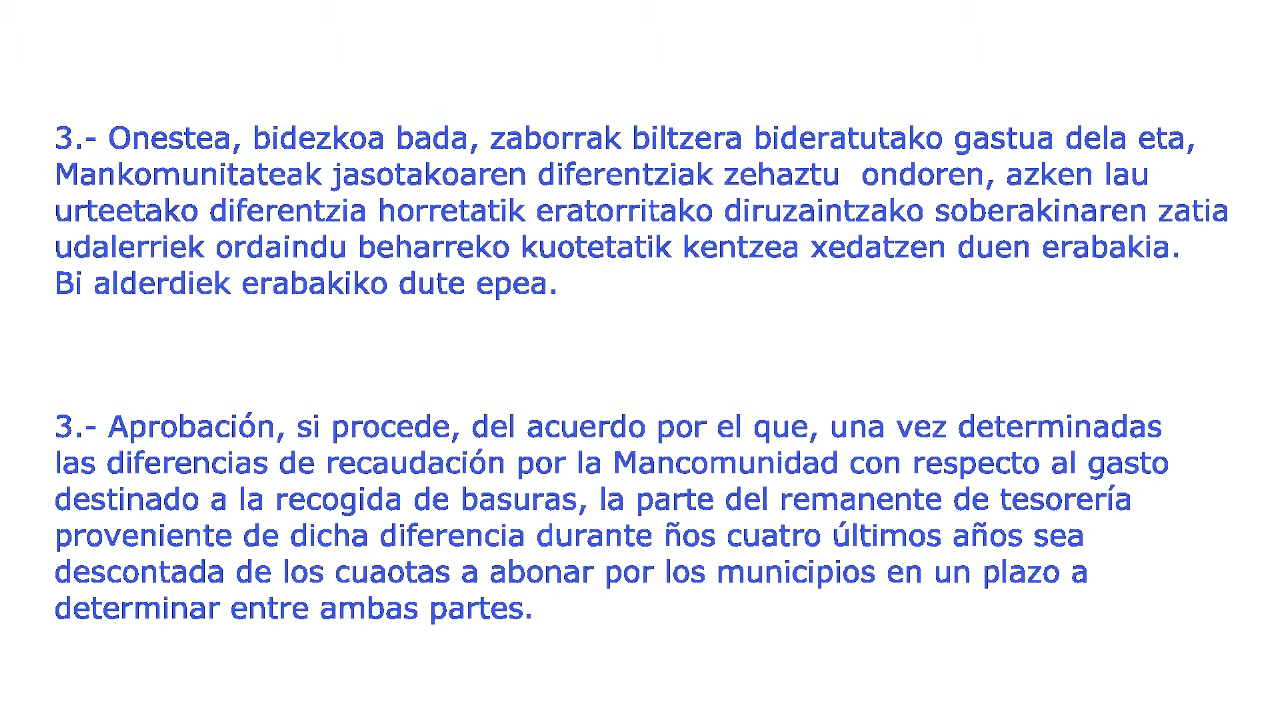 3.- Onestea, bidezkoa bada, zaborrak biltzera bideratutako gastua dela eta,
Mankomunitateak jasotakoaren diferentziak zehaztu  ondoren, azken lau
urteetako diferentzia horretatik eratorritako diruzaintzako soberakinaren zatia
udalerriek ordaindu beharreko kuotetatik kentzea xedatzen duen erabakia.
Bi alderdiek erabakiko dute epea.
3.- Aprobación, si procede, del acuerdo por el que, una vez determinadas
las diferencias de recaudación por la Mancomunidad con respecto al gasto
destinado a la recogida de basuras, la parte del remanente de tesorería
proveniente de dicha diferencia durante ños cuatro últimos años sea
descontada de los cuaotas a abonar por los municipios en un plazo a
determinar entre ambas partes.